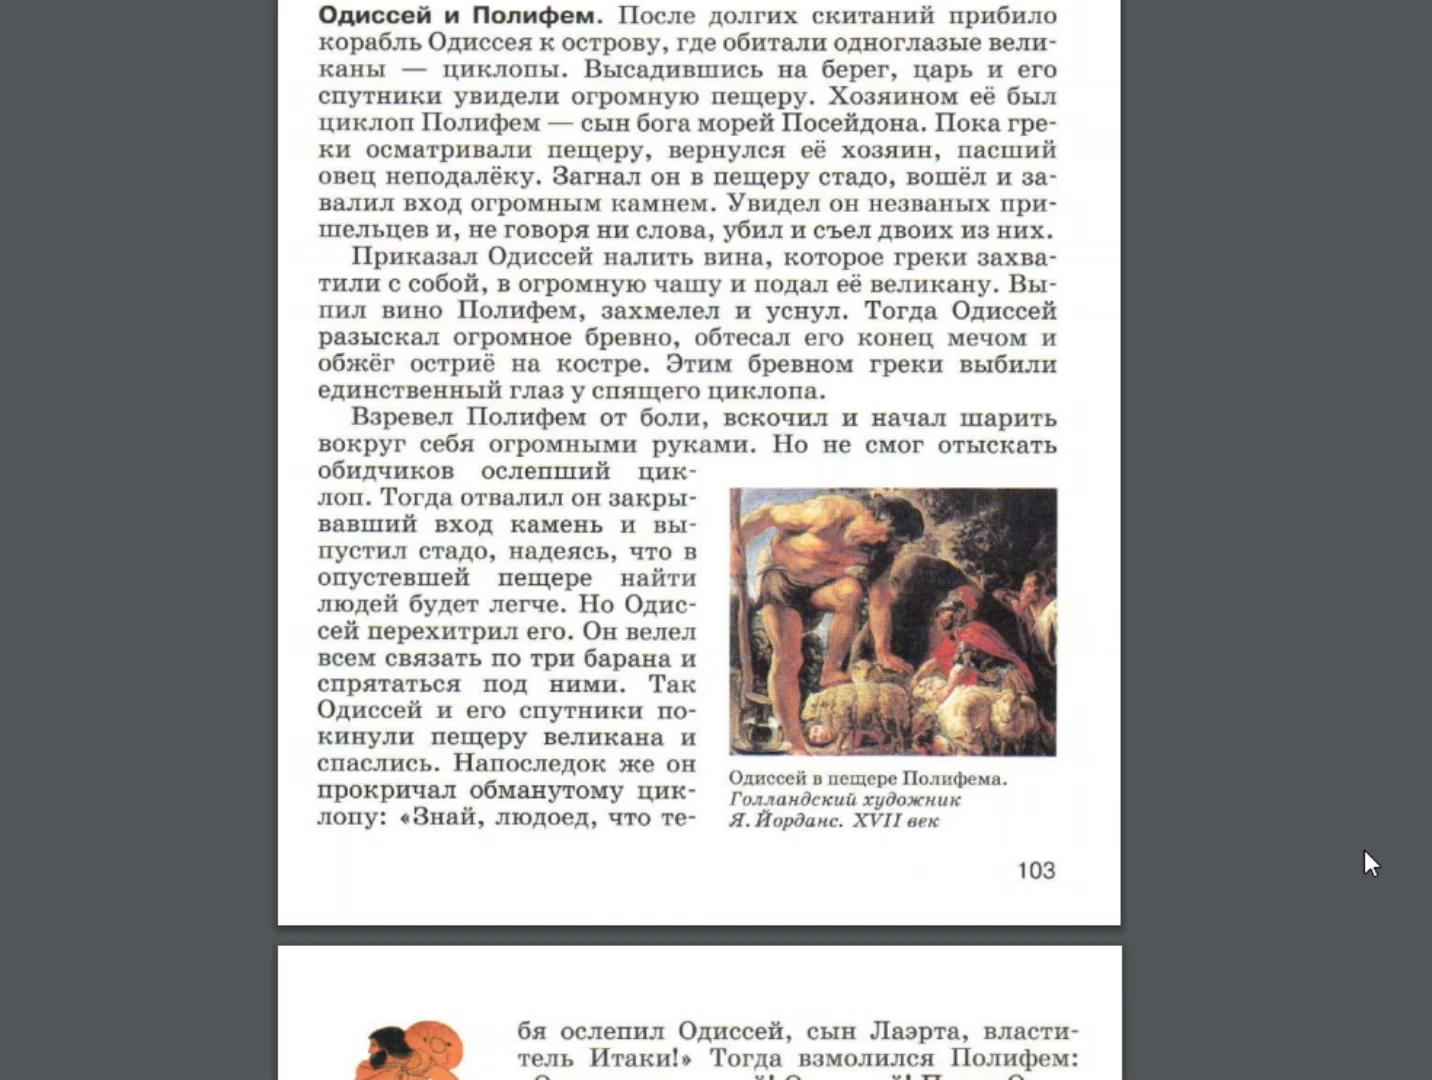 Одиссей и Полифем. После долгих скитаний прибило
корабль Одиссея к острову, где обитали одноглазые вели-
каны — циклопы. Высадившись на берег, царь и его
спутники увидели огромную пещеру. Хозяином её был
циклоп Полифем — сын бога морей Посейдона. Пока гре-
ки осматривали пещеру, вернулся её хозяин, пасший
овец неподалёку. Загнал он в пещеру стадо, вошёл и за-
валил вход огромным камнем. Увидел он незваных при-
шельцев и, не говоря ни слова, убил и съел двоих из них.
Приказал Одиссей налить вина, которое греки захва-
тили с собой, в огромную чашу и подал её великану. Вы-
пил вино Полифем, захмелел и уснул. Тогда Одиссей
разыскал огромное бревно, обтесал его конец мечом и
обжёг остриё на костре. Этим бревном греки выбили
единственный глаз у спящего циклопа.
Взревел Полифем от боли, вскочил и начал шарить
вокруг себя огромными руками. Но не смог отыскать
обидчиков ослепший цик-
лоп. Тогда отвалил он закры-
вавший вход камень и вы-
пустил стадо, надеясь, что в
опустевшей пещере найти
людей будет легче. Но Одис-
сей перехитрил его. Он велел
всем связать по три барана и
спрятаться под ними. Так
Одиссей и его спутники по-
кинули пещеру великана и
спаслись. Напоследок же он
прокричал обманутому цик-
лопу: «Знай, людоед, что те-
Одиссей в пещере Полифема.
Голландский художник
Я. Йорданс. XVII век
103
бя ослепил Одиссей, сын Лаэрта, власти-
тель Итаки!» Тогда взмолился Полифем: